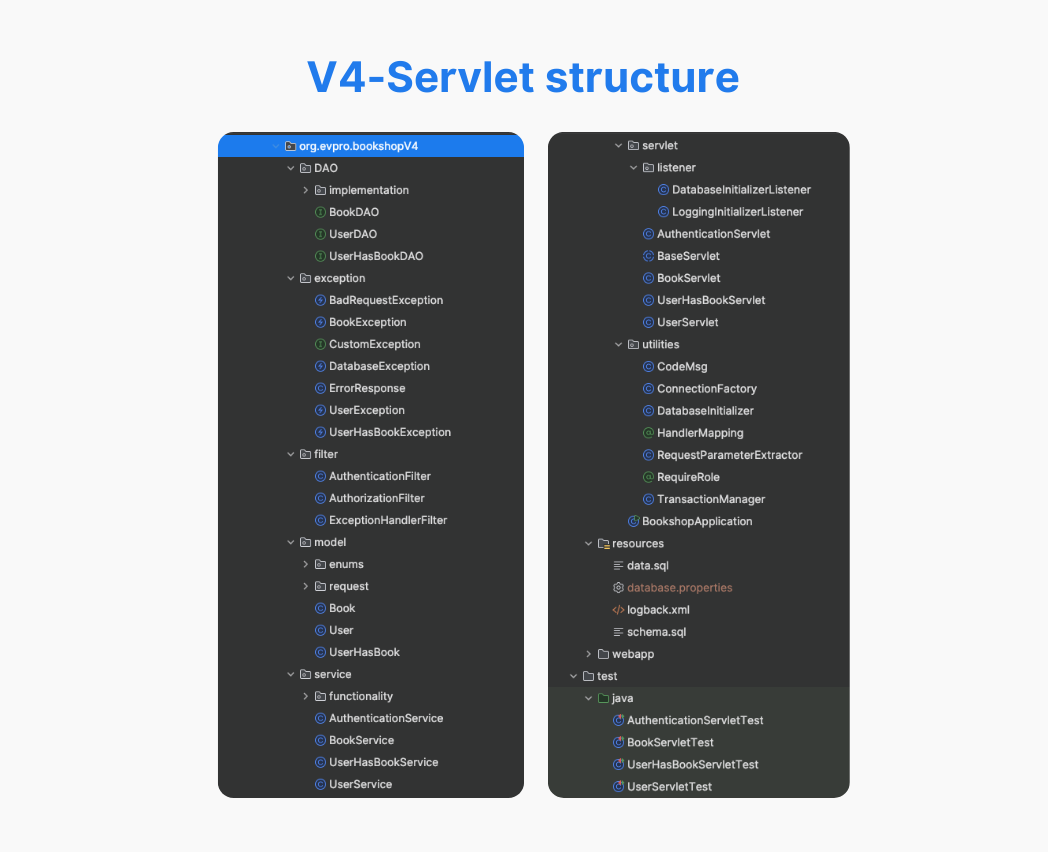 V4-Servlet structure
org.evpro.bookshopV4
DAO
implementation
BookDAO
UserDAO
UserHasBookDAO
exception
BadRequestException
BookException
CustomException
DatabaseException
ErrorResponse
UserException
UserHasBookException
filter
AuthenticationFilter
AuthorizationFilter
ExceptionHandlerFilter
model
enums
request
Book
User
UserHasBook
service
functionality
AuthenticationService
BookService
UserHasBookService
UserService
servlet
listener
DatabaseInitializerListener
LoggingInitializerListener
AuthenticationServlet
BaseServlet
BookServlet
UserHasBookServlet
UserServlet
utilities
CodeMsg
ConnectionFactory
DatabaseInitializer
HandlerMapping
RequestParameterExtractor
RequireRole
TransactionManager
BookshopApplication
resources
data.sql
database.properties
logback.xml
schema.sql
webapp
test
java
AuthenticationServletTest
BookServletTest
UserHasBookServletTest
UserServletTest